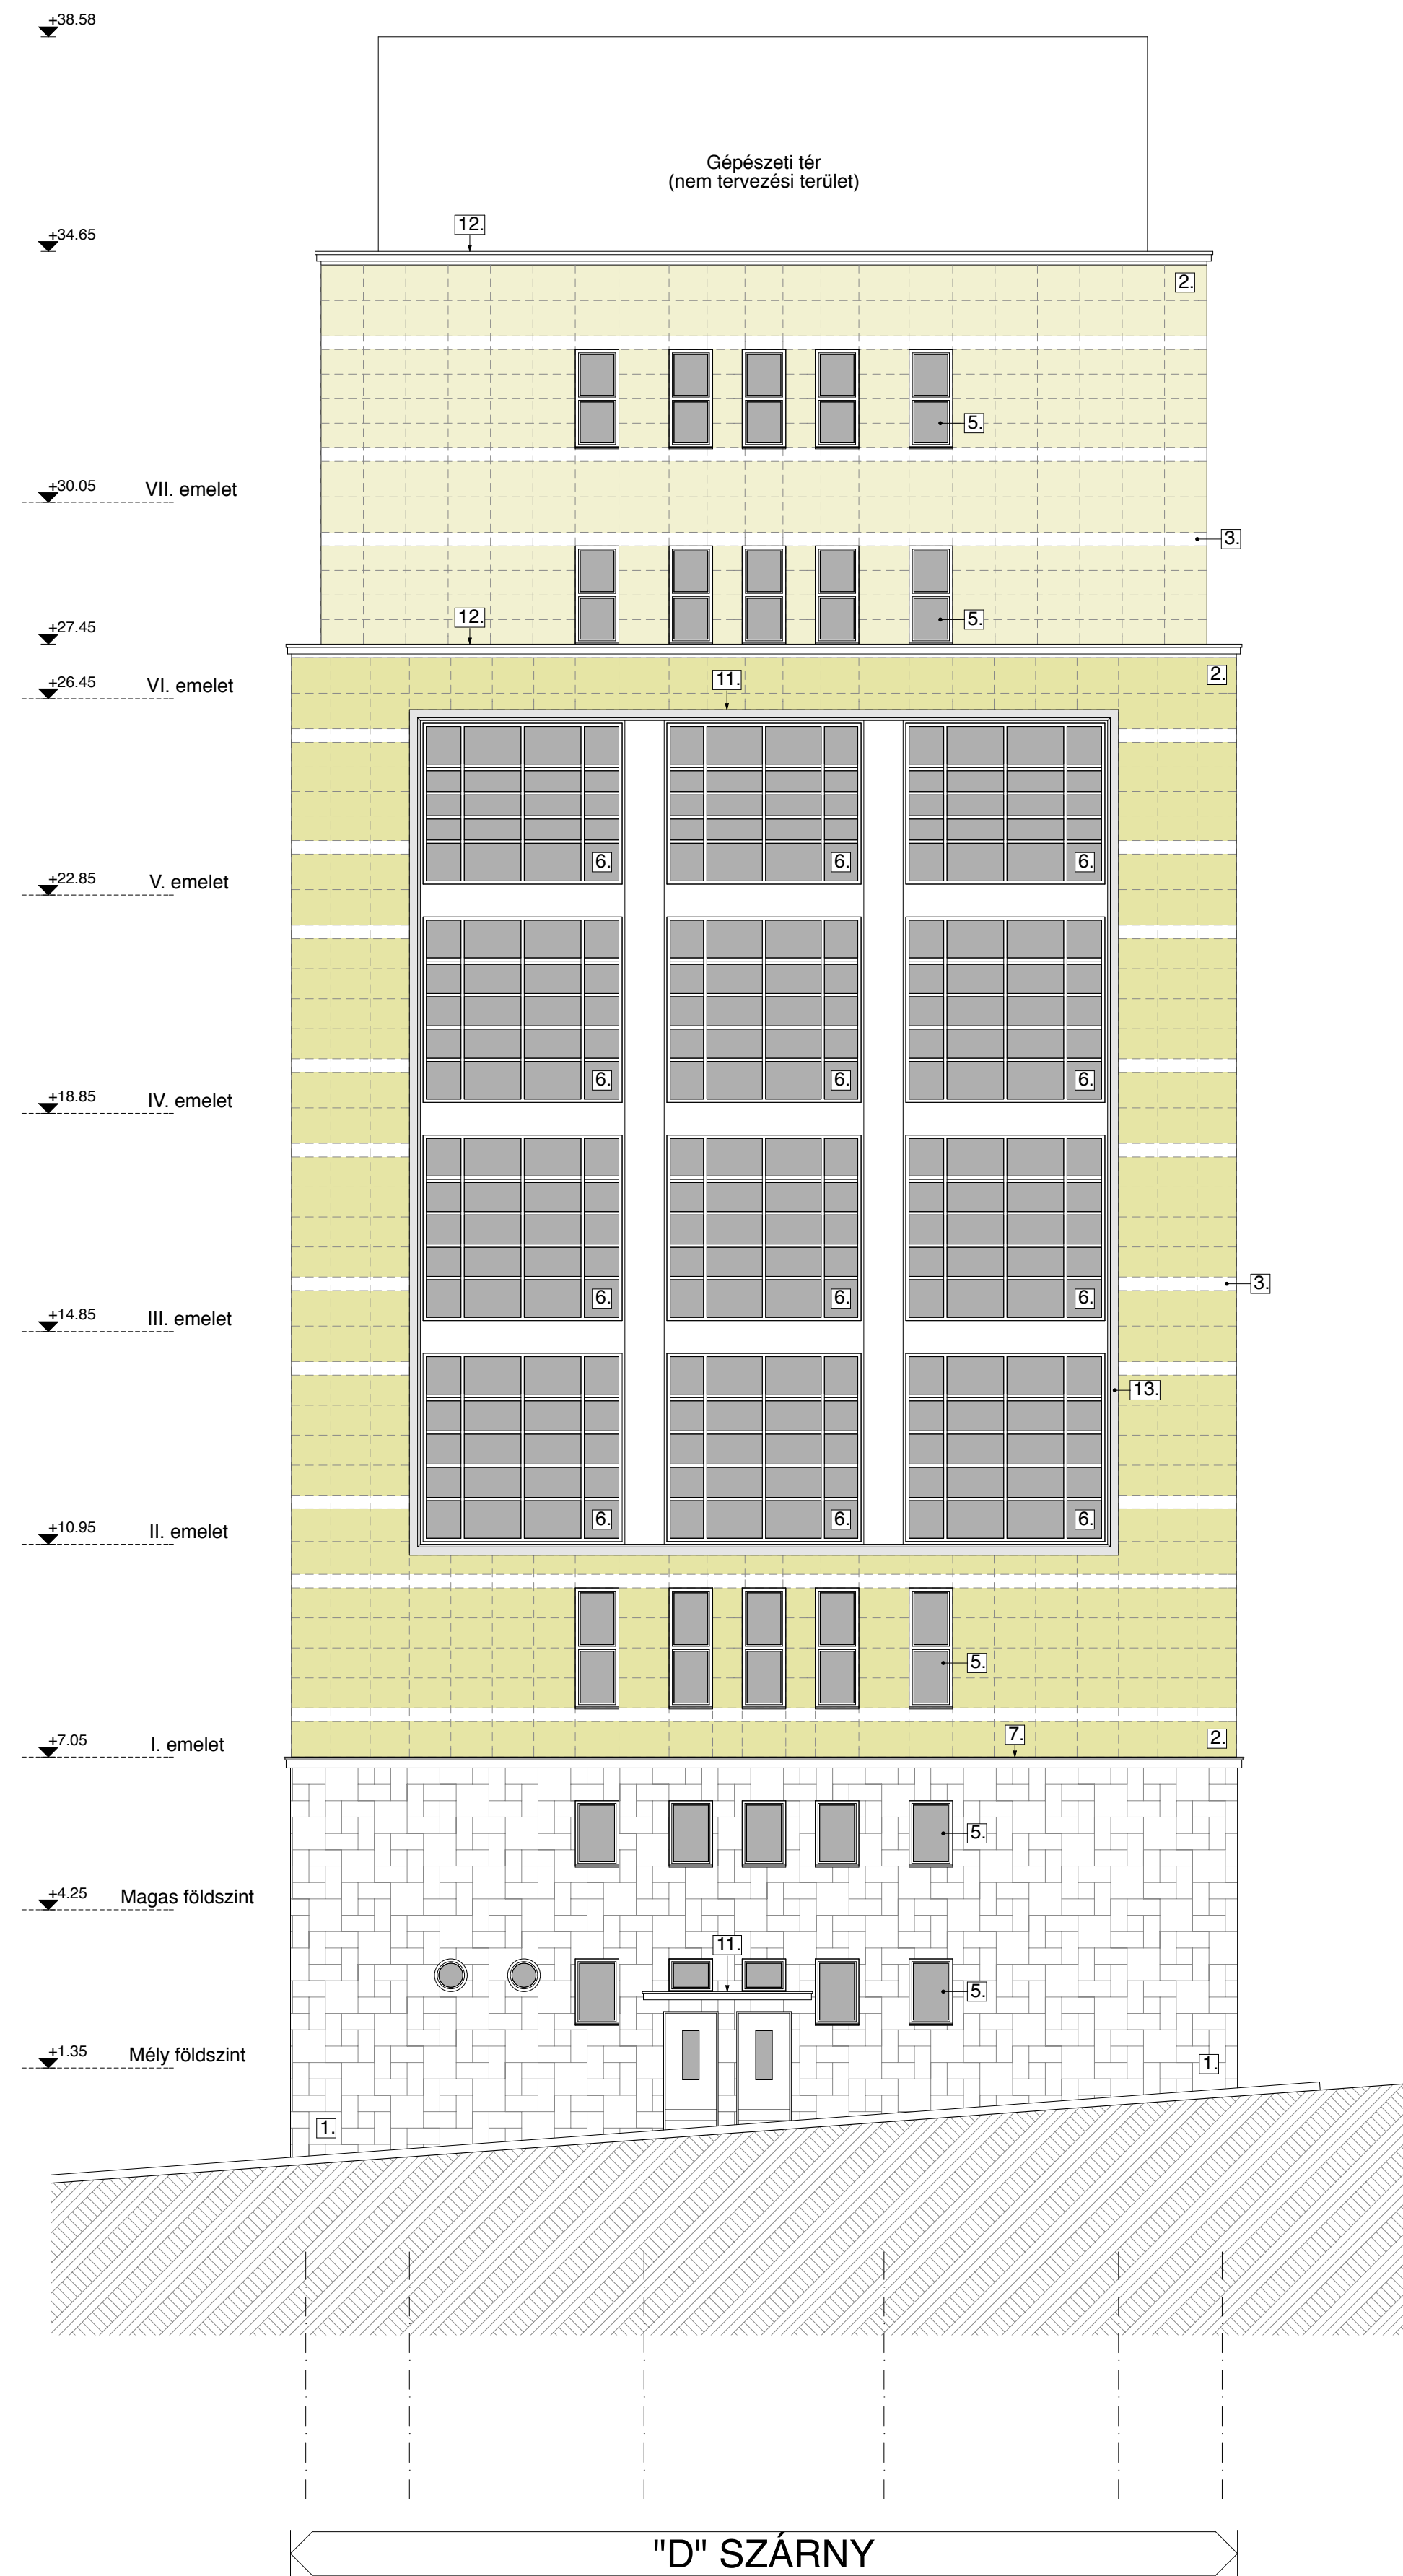 +38.58
Gépészeti tér
(nem tervezési terület)
12.
+34.65
2.
5.
+30.05 VII. emelet
3.
12.
5.
+27.45
2.
+26.45 VI. emelet
11.
6. 6. 6.
+22.85 V. emelet
6. 6. 6.
+18.85 IV. emelet
3.
6. 6. 6.
+14.85 III. emelet
13.
6. 6. 6.
+10.95 II. emelet
5.
7. 2.
+7.05 I. emelet
5.
+4.25 Magas földszint
11.
5.
+1.35 Mély földszint
1.
1.
"D" SZÁRNY